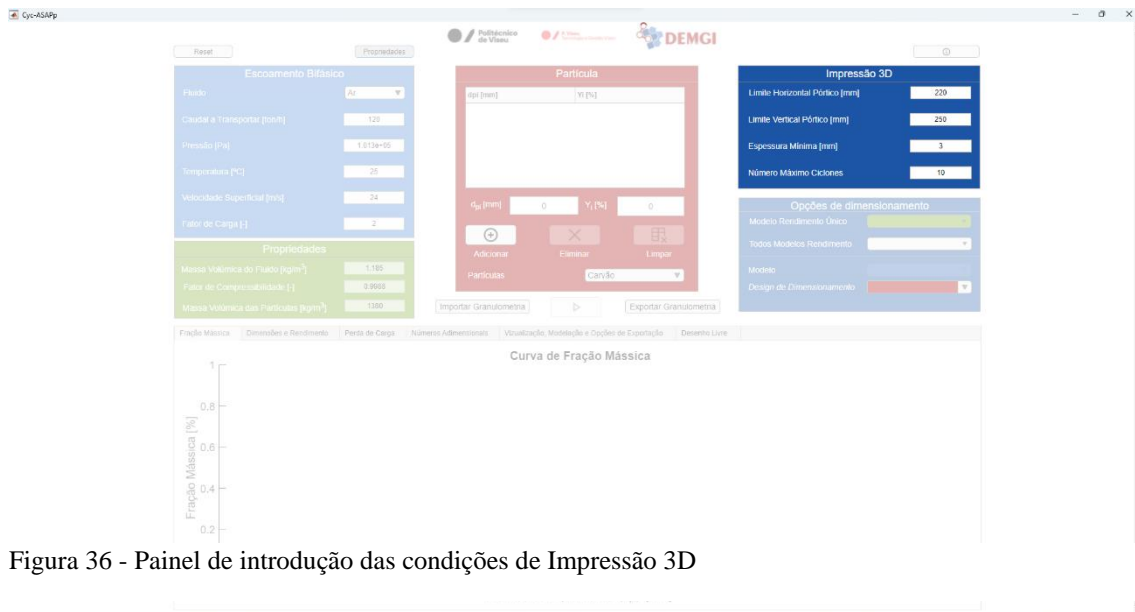 Cyc-ASAPp
Politécnico
de Viseu
DEMGI
Reset
Propriedades
Escoamento Bifásico
Fluido
Ar
Caudal a Transportar [ton/h]
120
Pressão [Pa]
1.013e+05
Temperatura [ºC]
25
Velocidade Superficial [m/s]
24
Fator de Carga [-]
2
Propriedades
Massa Volúmica do Fluido [kg/m³]
1.185
Fator de Compressibilidade [-]
Massa Volúmica das Partículas [kg/m³]
1380
Partícula
dpi [mm] Yi [%]
dpi [mm] 0 Yi [%] 0
Adicionar Eliminar Limpar
Partículas Carvão
Importar Granulometria Exportar Granulometria
Impressão 3D
Limite Horizontal Pórtico [mm] 220
Limite Vertical Pórtico [mm] 250
Espessura Mínima [mm] 3
Número Máximo Ciclones 10
Opções de dimensionamento
Modelo Rendimento Único
Todos Modelos Rendimento
Modelo
Design de Dimensionamento
Fração Mássica Dimensões e Rendimento Perda de Carga Números Adimensionais Vizualização, Modelação e Opções de Exportação Desenho Livre
Curva de Fração Mássica
Fração Mássica [%]
1
0.8
0.6
0.4
0.2
Figura 36 - Painel de introdução das condições de Impressão 3D